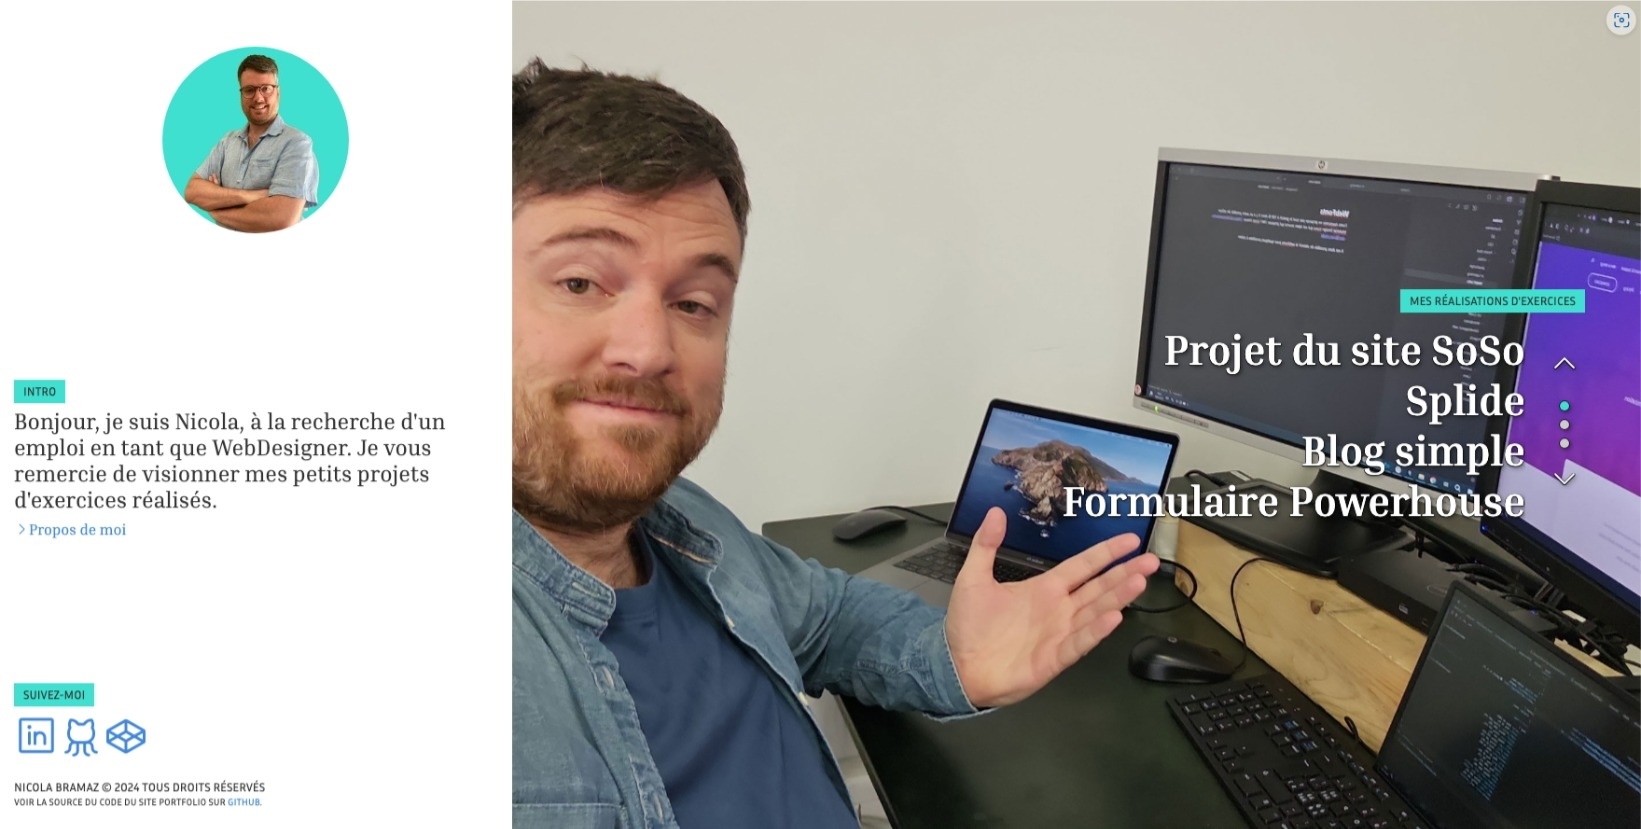 INTRO
Bonjour, je suis Nicola, à la recherche d'un
emploi en tant que WebDesigner. Je vous
remercie de visionner mes petits projets
d'exercices réalisés.
Propos de moi
SUIVEZ-MOI
in
NICOLA BRAMAZ © 2024 TOUS DROITS RÉSERVÉS
VOIR LA SOURCE DU CODE DU SITE PORTFOLIO SUR GITHUB.
MES RÉALISATIONS D'EXERCICES
Projet du site SoSo
Splide
Blog simple
Formulaire Powerhouse